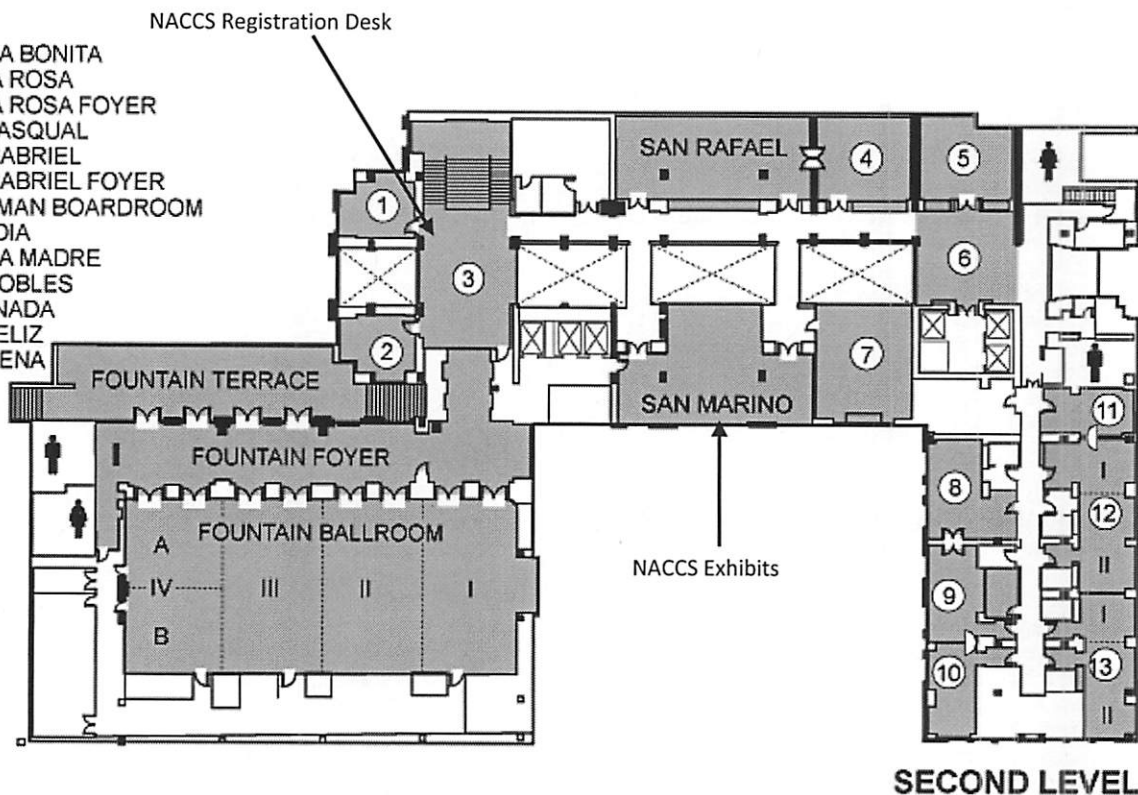 NACCS Registration Desk
A BONITA
A ROSA
A ROSA FOYER
ASQUAL
ABRIEL
ABRIEL FOYER
MAN BOARDROOM
DIA
A MADRE
OBLES
NADA
ELIZ
ENA
SAN RAFAEL
4
5
1
3
6
2
7
FOUNTAIN TERRACE
SAN MARINO
11
FOUNTAIN FOYER
8
I
12
II
FOUNTAIN BALLROOM
A
IV
III
II
I
B
NACCS Exhibits
9
I
10
13
II
SECOND LEVEL